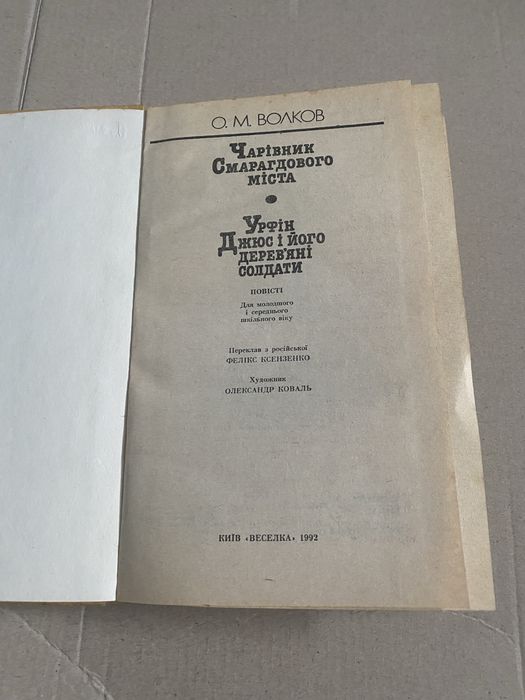 О. М. ВОЛКОВ
ЧАРІВНИК
СМАРАГДОВОГО
МІСТА
УРФІН
ДЖЮС І ЙОГО
ДЕРЕВ'ЯНІ
СОЛДАТИ
ПОВІСТІ
Для молодшого
і середнього
шкільного віку
Переклав з російської
ФЕЛІКС КСЕНЗЕНКО
Художник
ОЛЕКСАНДР КОВАЛЬ
КИЇВ «ВЕСЕЛКА» 1992